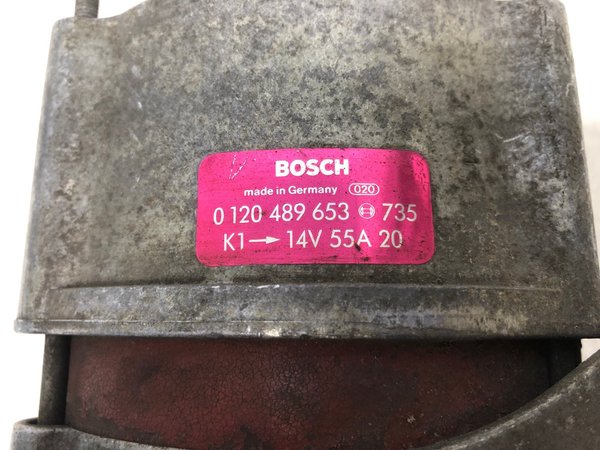 BOSCH
made in Germany 020
0 120 489 653 735
K1→ 14V 55A 20